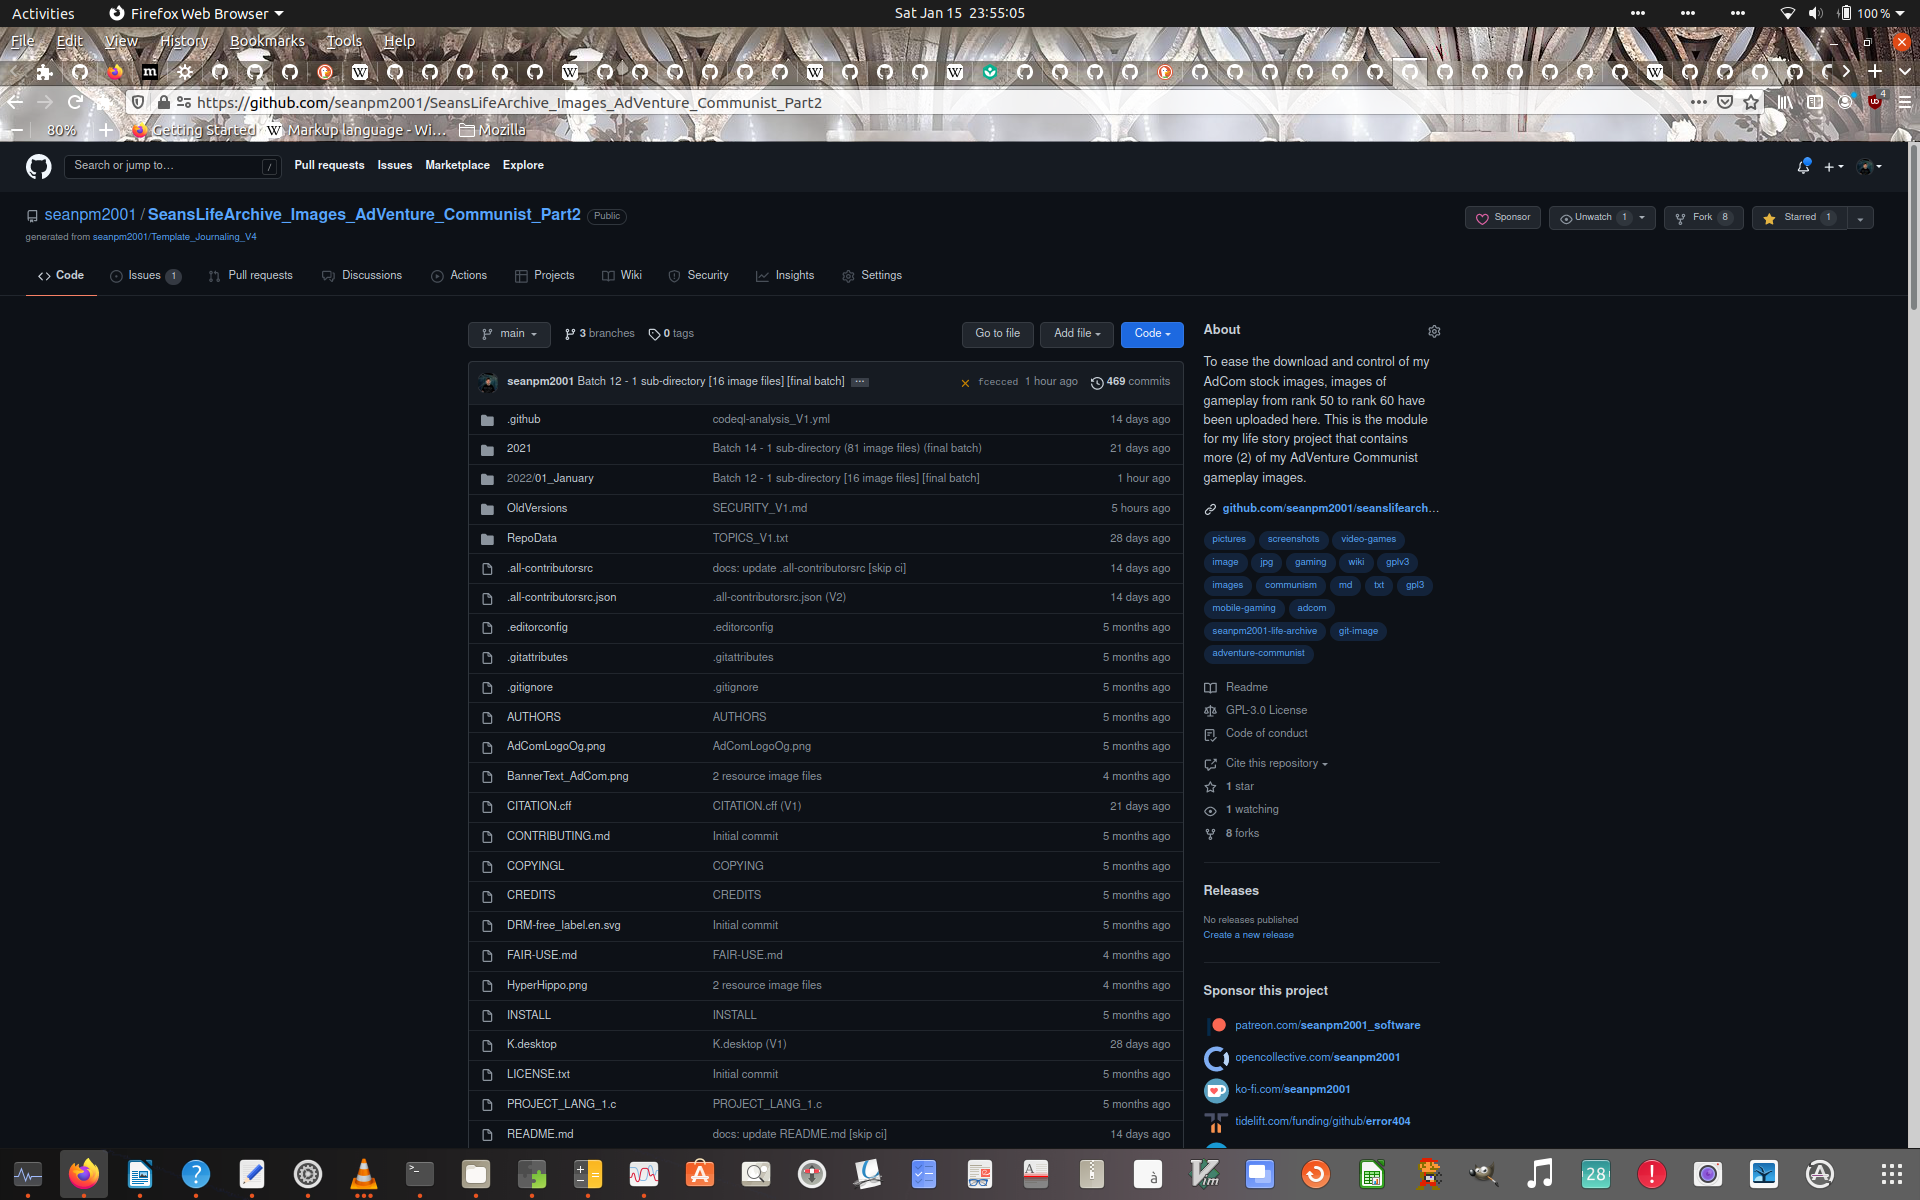 Activities Firefox Web Browser Sat Jan 15 23:55:05 100 %
File Edit View History Bookmarks Tools Help
https://github.com/seanpm2001/SeansLifeArchive_Images_AdVenture_Communist_Part2 4
80% Getting Started Markup language - Wi… Mozilla
Search or jump to… / Pull requests Issues Marketplace Explore
seanpm2001 / SeansLifeArchive_Images_AdVenture_Communist_Part2 Public
Sponsor Unwatch 1 Fork 8 Starred 1
generated from seanpm2001/Template_Journaling_V4
Code Issues 1 Pull requests Discussions Actions Projects Wiki Security Insights Settings
main 3 branches 0 tags Go to file Add file Code
seanpm2001 Batch 12 - 1 sub-directory [16 image files] [final batch] ... fcecced 1 hour ago 469 commits
.github codeql-analysis_V1.yml 14 days ago
2021 Batch 14 - 1 sub-directory (81 image files) (final batch) 21 days ago
2022/01_January Batch 12 - 1 sub-directory [16 image files] [final batch] 1 hour ago
OldVersions SECURITY_V1.md 5 hours ago
RepoData TOPICS_V1.txt 28 days ago
.all-contributorsrc docs: update .all-contributorsrc [skip ci] 14 days ago
.all-contributorsrc.json .all-contributorsrc.json (V2) 14 days ago
.editorconfig .editorconfig 5 months ago
.gitattributes .gitattributes 5 months ago
.gitignore .gitignore 5 months ago
AUTHORS AUTHORS 5 months ago
AdComLogoOg.png AdComLogoOg.png 5 months ago
BannerText_AdCom.png 2 resource image files 4 months ago
CITATION.cff CITATION.cff (V1) 21 days ago
CONTRIBUTING.md Initial commit 5 months ago
COPYINGL COPYING 5 months ago
CREDITS CREDITS 5 months ago
DRM-free_label.en.svg Initial commit 5 months ago
FAIR-USE.md FAIR-USE.md 4 months ago
HyperHippo.png 2 resource image files 4 months ago
INSTALL INSTALL 5 months ago
K.desktop K.desktop (V1) 28 days ago
LICENSE.txt Initial commit 5 months ago
PROJECT_LANG_1.c PROJECT_LANG_1.c 5 months ago
README.md docs: update README.md [skip ci] 14 days ago
About
To ease the download and control of my
AdCom stock images, images of
gameplay from rank 50 to rank 60 have
been uploaded here. This is the module
for my life story project that contains
more (2) of my AdVenture Communist
gameplay images.
github.com/seanpm2001/seanslifearch…
pictures screenshots video-games
image jpg gaming wiki gplv3
images communism md txt gpl3
mobile-gaming adcom
seanpm2001-life-archive git-image
adventure-communist
Readme
GPL-3.0 License
Code of conduct
Cite this repository
1 star
1 watching
8 forks
Releases
No releases published
Create a new release
Sponsor this project
patreon.com/seanpm2001_software
opencollective.com/seanpm2001
ko-fi.com/seanpm2001
tidelift.com/funding/github/error404
28